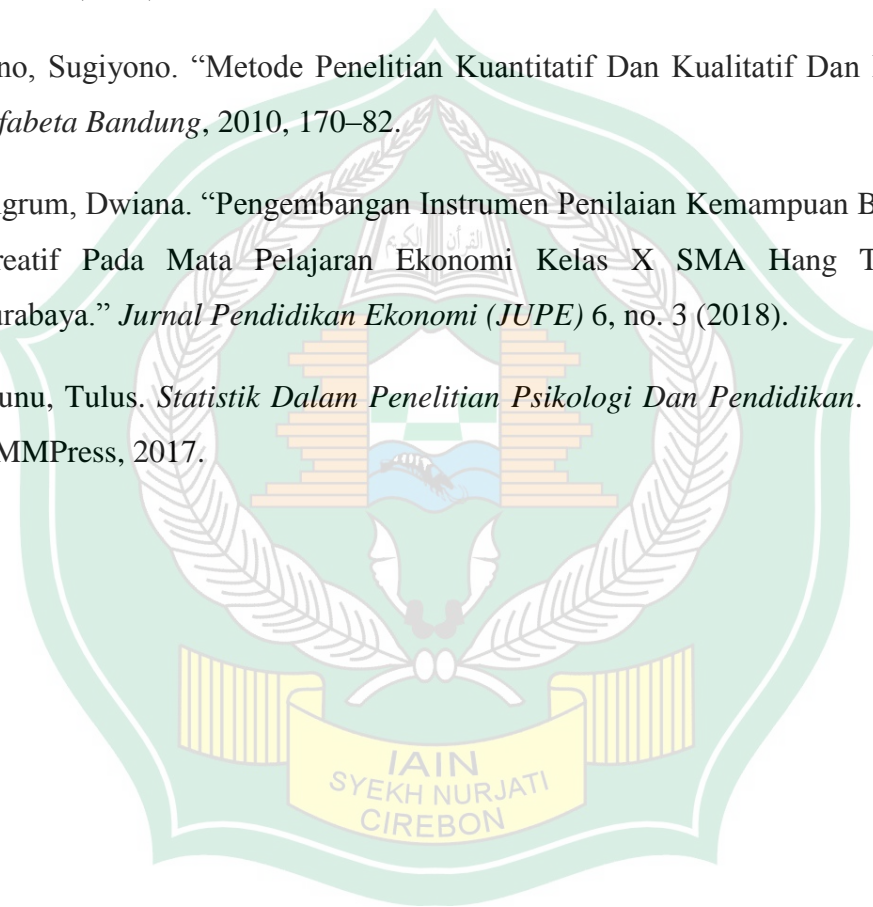 no, Sugiyono. “Metode Penelitian Kuantitatif Dan Kualitatif Dan
fabeta Bandung, 2010, 170–82.
grum, Dwiana. “Pengembangan Instrumen Penilaian Kemampuan B
reatif Pada Mata Pelajaran Ekonomi Kelas X SMA Hang T
urabaya.” Jurnal Pendidikan Ekonomi (JUPE) 6, no. 3 (2018).
unu, Tulus. Statistik Dalam Penelitian Psikologi Dan Pendidikan.
MMPress, 2017.
القرآن الكريم
IAIN
SYEKH NURJATI
CIREBON